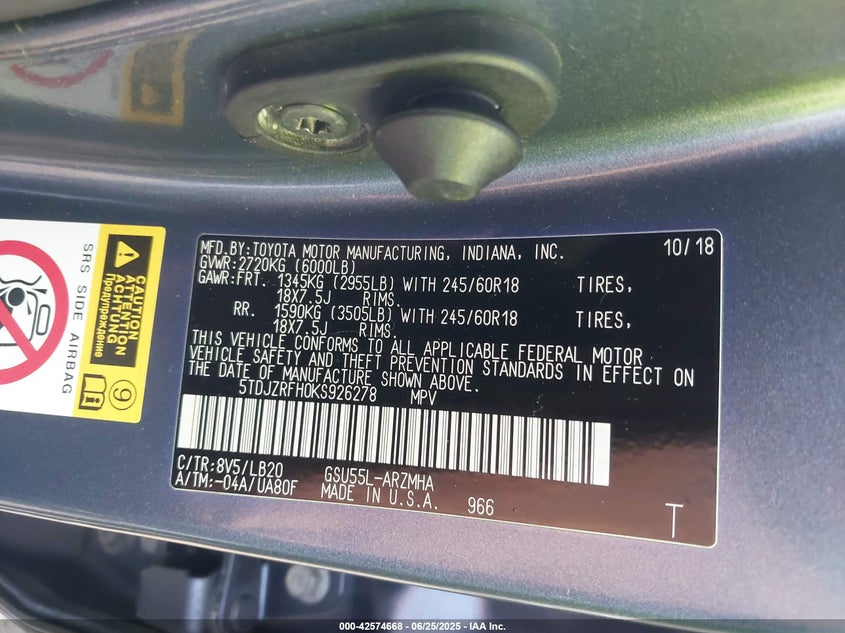 MFD.BY:TOYOTA MOTOR MANUFACTURING, INDIANA, INC. 10/18
GVWR:2720KG (6000LB)
GAWR:FRT. 1345KG (2955LB) WITH 245/60R18 TIRES,
18X7.5J RIMS.
RR. 1590KG (3505LB) WITH 245/60R18 TIRES,
18X7.5J RIMS.
THIS VEHICLE CONFORMS TO ALL APPLICABLE FEDERAL MOTOR
VEHICLE SAFETY AND THEFT PREVENTION STANDARDS IN EFFECT ON
THE DATE OF MANUFACTURE SHOWN ABOVE.
5TDJZRFH0KS926278 MPV
C/TR:8V5/LB20 GSU55L-ARZMHA
A/TM:-04A/UA80F MADE IN U.S.A. 966
T
SRS SIDE AIRBAG
CAUTION
ATTENTION
ACHTUNG
Предупреждение
9
000-42574668 - 06/25/2025 - IAA Inc.